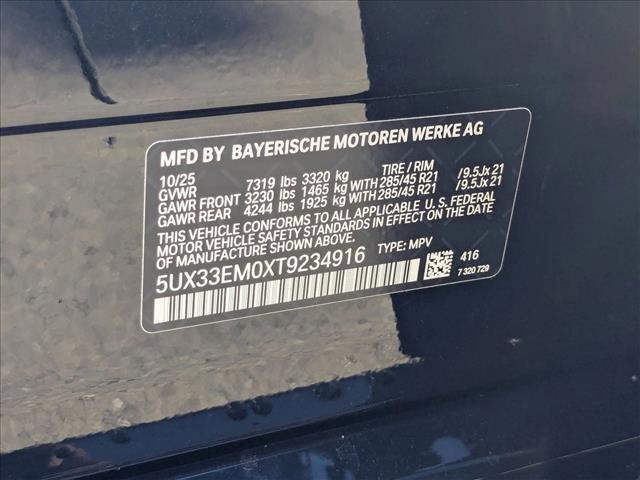 MFD BY BAYERISCHE MOTOREN WERKE AG
10/25 TIRE / RIM
GVWR 7319 lbs 3320 kg
GAWR FRONT 3230 lbs 1465 kg WITH 285/45 R21 / 9.5Jx 21
GAWR REAR 4244 lbs 1925 kg WITH 285/45 R21 / 9.5Jx 21
THIS VEHICLE CONFORMS TO ALL APPLICABLE U. S. FEDERAL
MOTOR VEHICLE SAFETY STANDARDS IN EFFECT ON THE DATE
OF MANUFACTURE SHOWN ABOVE.
5UX33EM0XT9234916 TYPE: MPV
416
7 320 729